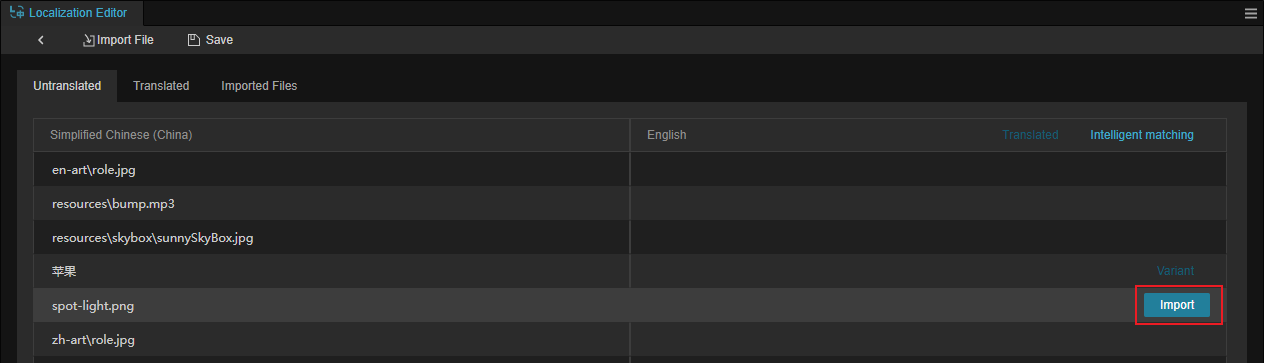 Localization Editor
Import File Save
Untranslated Translated Imported Files
Simplified Chinese (China) English Translated Intelligent matching
en-art\role.jpg
resources\bump.mp3
resources\skybox\sunnySkyBox.jpg
苹果 Variant
spot-light.png Import
zh-art\role.jpg